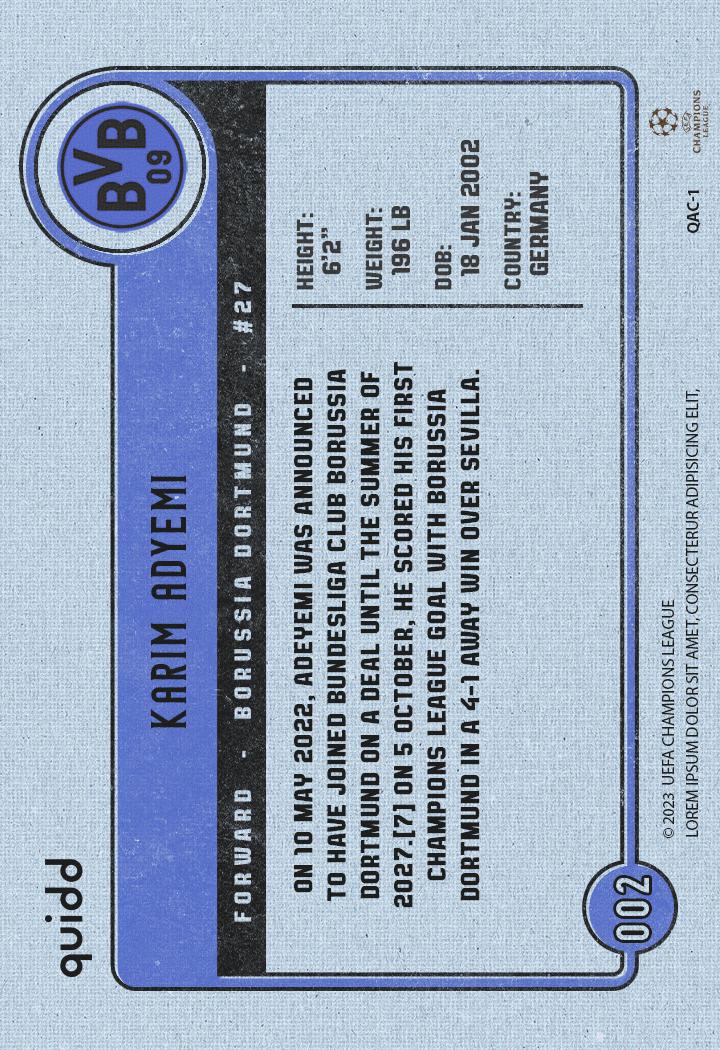 quidd
KARIM ADYEMI
BVB
09
FORWARD - BORUSSIA DORTMUND - #27
ON 10 MAY 2022, ADEYEMI WAS ANNOUNCED
TO HAVE JOINED BUNDESLIGA CLUB BORUSSIA
DORTMUND ON A DEAL UNTIL THE SUMMER OF
2027.[7] ON 5 OCTOBER, HE SCORED HIS FIRST
CHAMPIONS LEAGUE GOAL WITH BORUSSIA
DORTMUND IN A 4-1 AWAY WIN OVER SEVILLA.
HEIGHT:
6'2"
WEIGHT:
196 LB
DOB:
18 JAN 2002
COUNTRY:
GERMANY
002
© 2023 UEFA CHAMPIONS LEAGUE
LOREM IPSUM DOLOR SIT AMET, CONSECTERUR ADIPISICING ELIT,
QAC-1
UEFA
CHAMPIONS
LEAGUE